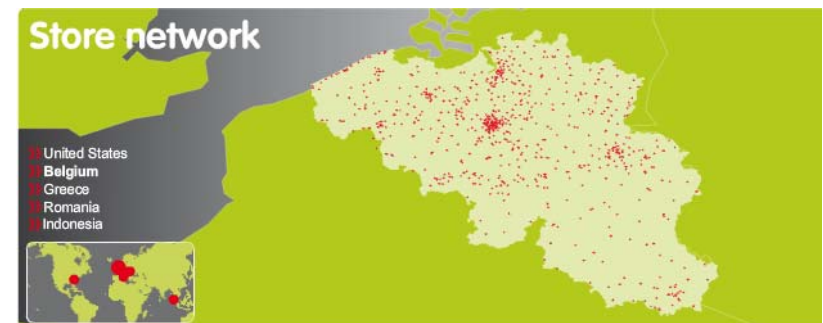 Store network
United States
Belgium
Greece
Romania
Indonesia